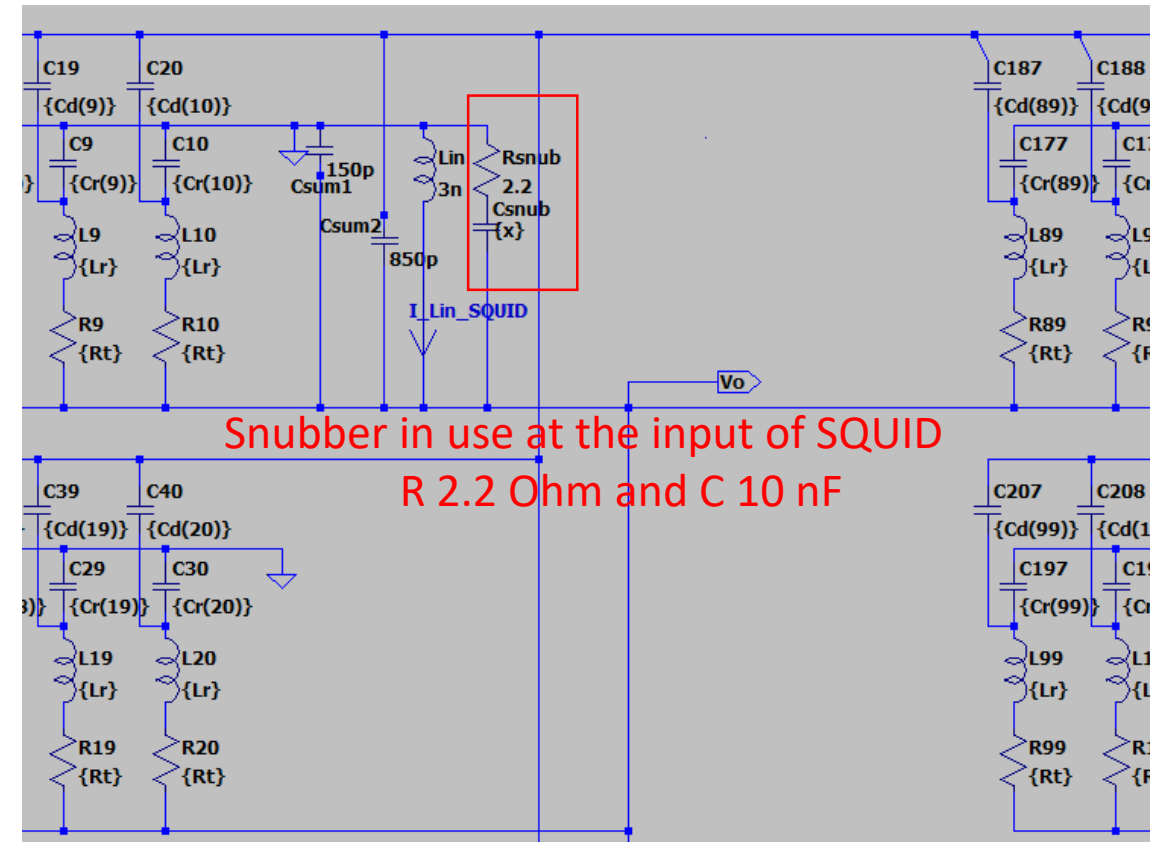 C19
C20
C187
C188
{Cd(9)}
{Cd(10)}
{Cd(89)}
C9
C10
C177
150p
Lin
Rsnub
{Cr(9)}
{Cr(10)}
Csum1
3n
2.2
{Cr(89)}
Csnub
Csum2
{x}
L9
L10
L89
{Lr}
{Lr}
850p
{Lr}
I_Lin_SQUID
R9
R10
R89
{Rt}
{Rt}
{Rt}
Vo
Snubber in use at the input of SQUID
R 2.2 Ohm and C 10 nF
C39
C40
C207
C208
{Cd(19)}
{Cd(20)}
{Cd(99)}
C29
C30
C197
{Cr(19)}
{Cr(20)}
{Cr(99)}
L19
L20
L99
{Lr}
{Lr}
{Lr}
R19
R20
R99
{Rt}
{Rt}
{Rt}